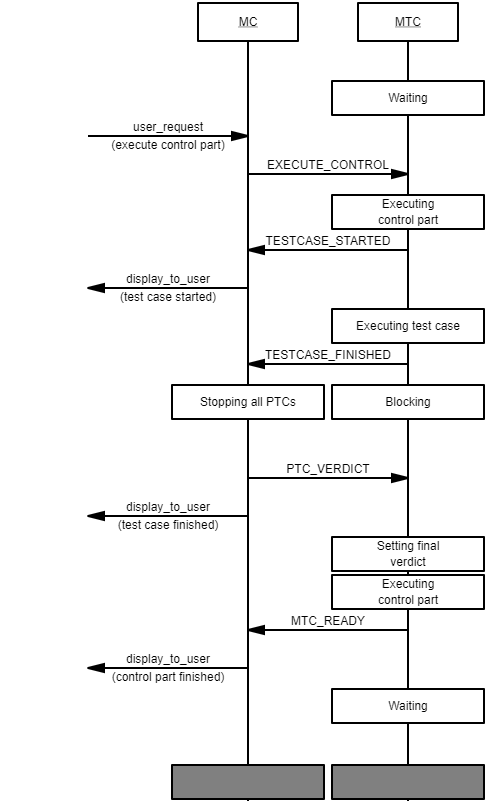 MC
MTC
Waiting
user_request
(execute control part)
EXECUTE_CONTROL
Executing
control part
TESTCASE_STARTED
display_to_user
(test case started)
Executing test case
TESTCASE_FINISHED
Stopping all PTCs
Blocking
PTC_VERDICT
display_to_user
(test case finished)
Setting final
verdict
Executing
control part
MTC_READY
display_to_user
(control part finished)
Waiting